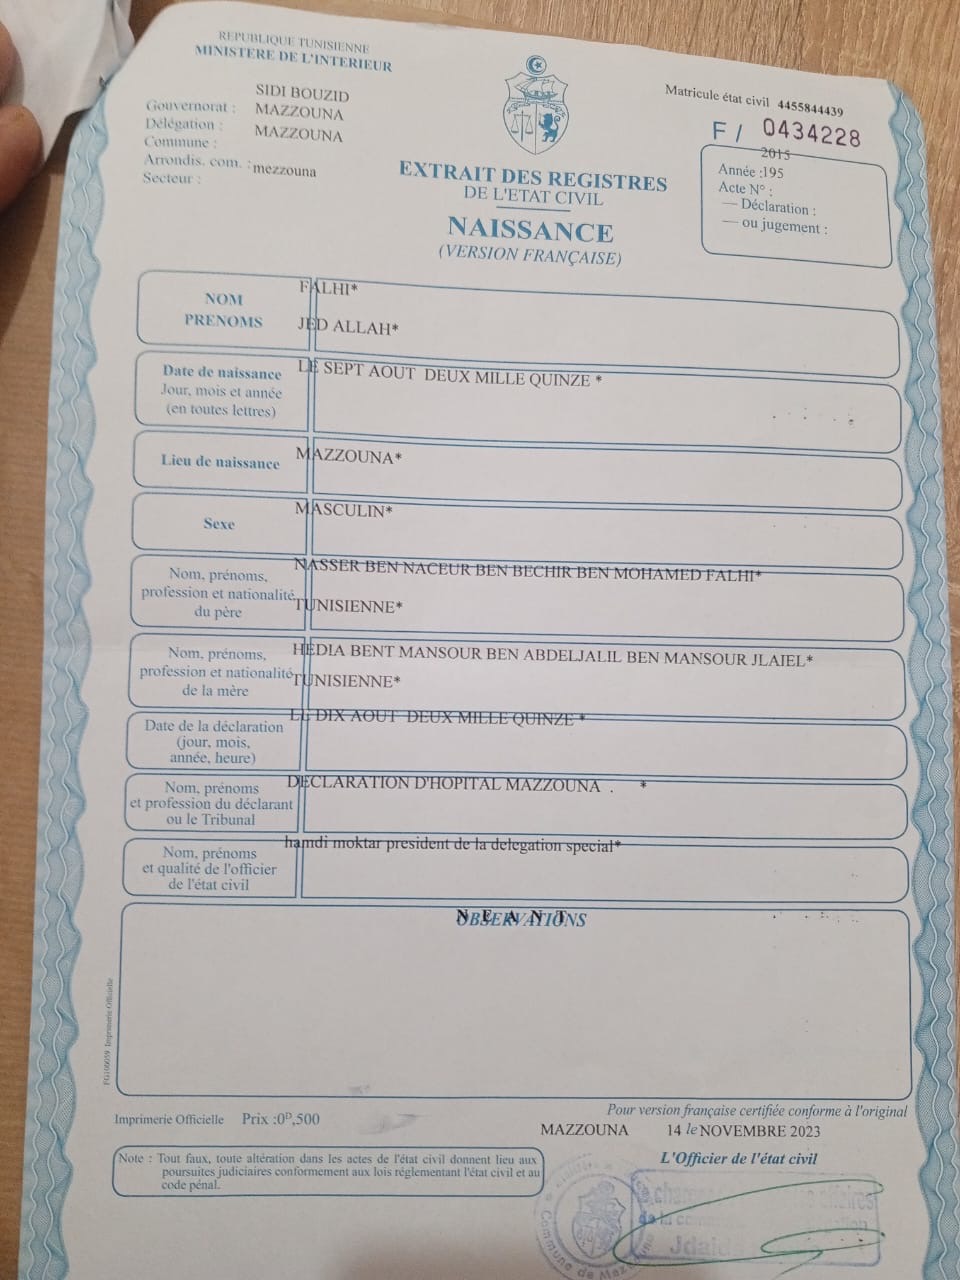 REPUBLIQUE TUNISIENNE
MINISTERE DE L'INTERIEUR
SIDI BOUZID
Gouvernorat : MAZZOUNA
Délégation : MAZZOUNA
Commune :
Arrondis. com. : mezzouna
Secteur :
Matricule état civil 4455844439
F / 0434228
2015
Année :195
Acte N° :
— Déclaration :
— ou jugement :
EXTRAIT DES REGISTRES
DE L'ETAT CIVIL
NAISSANCE
(VERSION FRANÇAISE)
NOM FALHI*
PRENOMS JED ALLAH*
Date de naissance LE SEPT AOUT DEUX MILLE QUINZE *
Jour, mois et année
(en toutes lettres)
Lieu de naissance MAZZOUNA*
Sexe MASCULIN*
Nom, prénoms, NASSER BEN NACEUR BEN BECHIR BEN MOHAMED FALHI*
profession et nationalité TUNISIENNE*
du père
Nom, prénoms, HEDIA BENT MANSOUR BEN ABDELJALIL BEN MANSOUR JLAIEL*
profession et nationalité TUNISIENNE*
de la mère
Date de la déclaration LE DIX AOUT DEUX MILLE QUINZE *
(jour, mois,
année, heure)
Nom, prénoms DECLARATION D'HOPITAL MAZZOUNA . *
et profession du déclarant
ou le Tribunal
Nom, prénoms hamdi moktar president de la delegation special*
et qualité de l'officier
de l'état civil
OBSERVATIONS
N E A N T
FG100059 Imprimerie Officielle
Imprimerie Officielle Prix :0ᴰ,500
Pour version française certifiée conforme à l'original
MAZZOUNA 14 le NOVEMBRE 2023
L'Officier de l'état civil
Note : Tout faux, toute altération dans les actes de l'état civil donnent lieu aux
poursuites judiciaires conformement aux lois réglementant l'état civil et au
code pénal.
Commune de